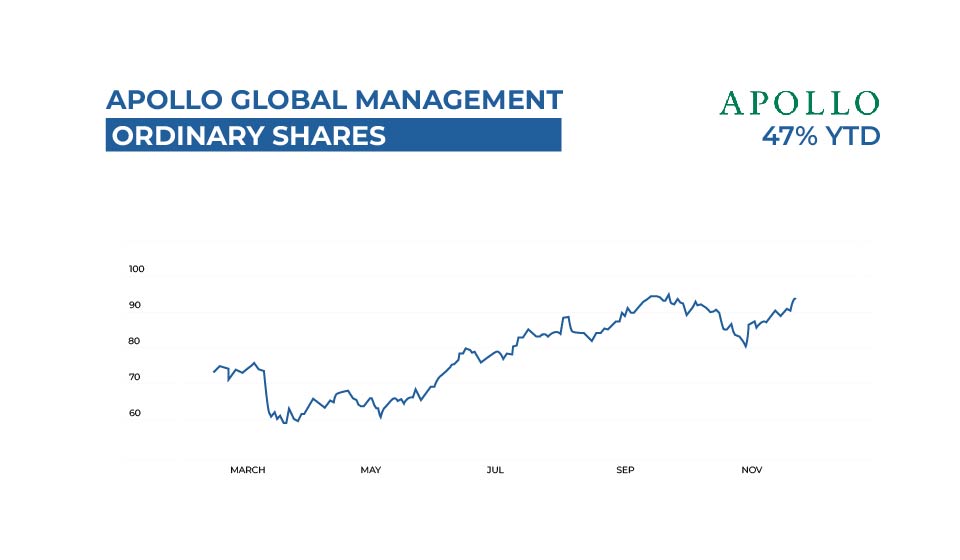 APOLLO GLOBAL MANAGEMENT
ORDINARY SHARES
APOLLO
47% YTD
100
90
80
70
60
MARCH MAY JUL SEP NOV